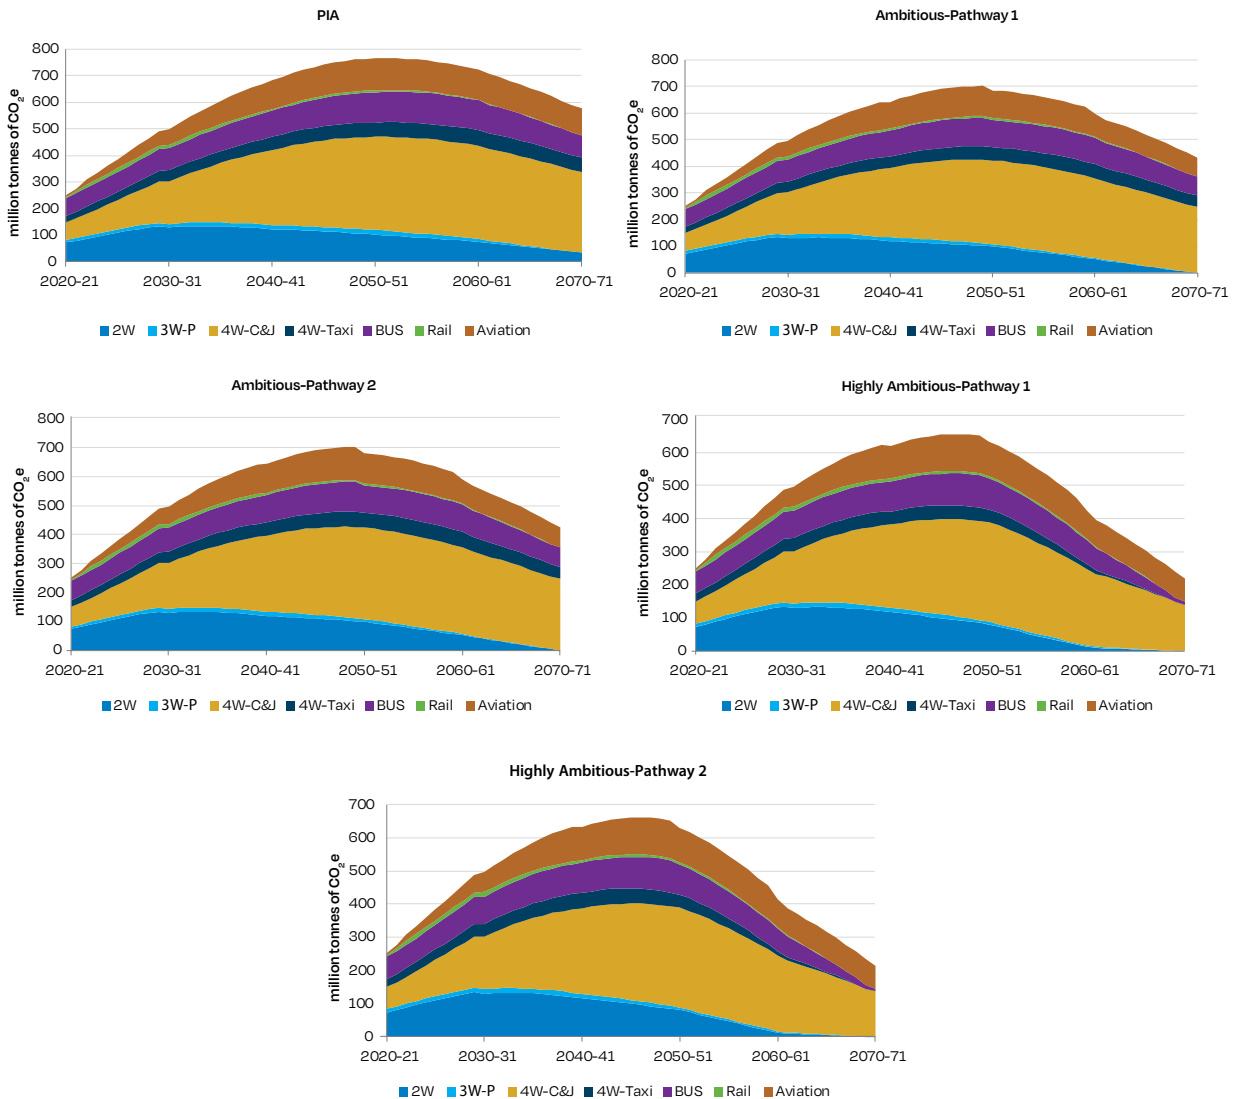 PIA
million tonnes of CO2e
800
700
600
500
400
300
200
100
0
2020-21 2030-31 2040-41 2050-51 2060-61 2070-71
2W 3W-P 4W-C&J 4W-Taxi BUS Rail Aviation
Ambitious-Pathway 1
million tonnes of CO2e
800
700
600
500
400
300
200
100
0
2020-21 2030-31 2040-41 2050-51 2060-61 2070-71
2W 3W-P 4W-C&J 4W-Taxi BUS Rail Aviation
Ambitious-Pathway 2
million tonnes of CO2e
800
700
600
500
400
300
200
100
0
2020-21 2030-31 2040-41 2050-51 2060-61 2070-71
2W 3W-P 4W-C&J 4W-Taxi BUS Rail Aviation
Highly Ambitious-Pathway 1
million tonnes of CO2e
700
600
500
400
300
200
100
0
2020-21 2030-31 2040-41 2050-51 2060-61 2070-71
2W 3W-P 4W-C&J 4W-Taxi BUS Rail Aviation
Highly Ambitious-Pathway 2
million tonnes of CO2e
700
600
500
400
300
200
100
0
2020-21 2030-31 2040-41 2050-51 2060-61 2070-71
2W 3W-P 4W-C&J 4W-Taxi BUS Rail Aviation